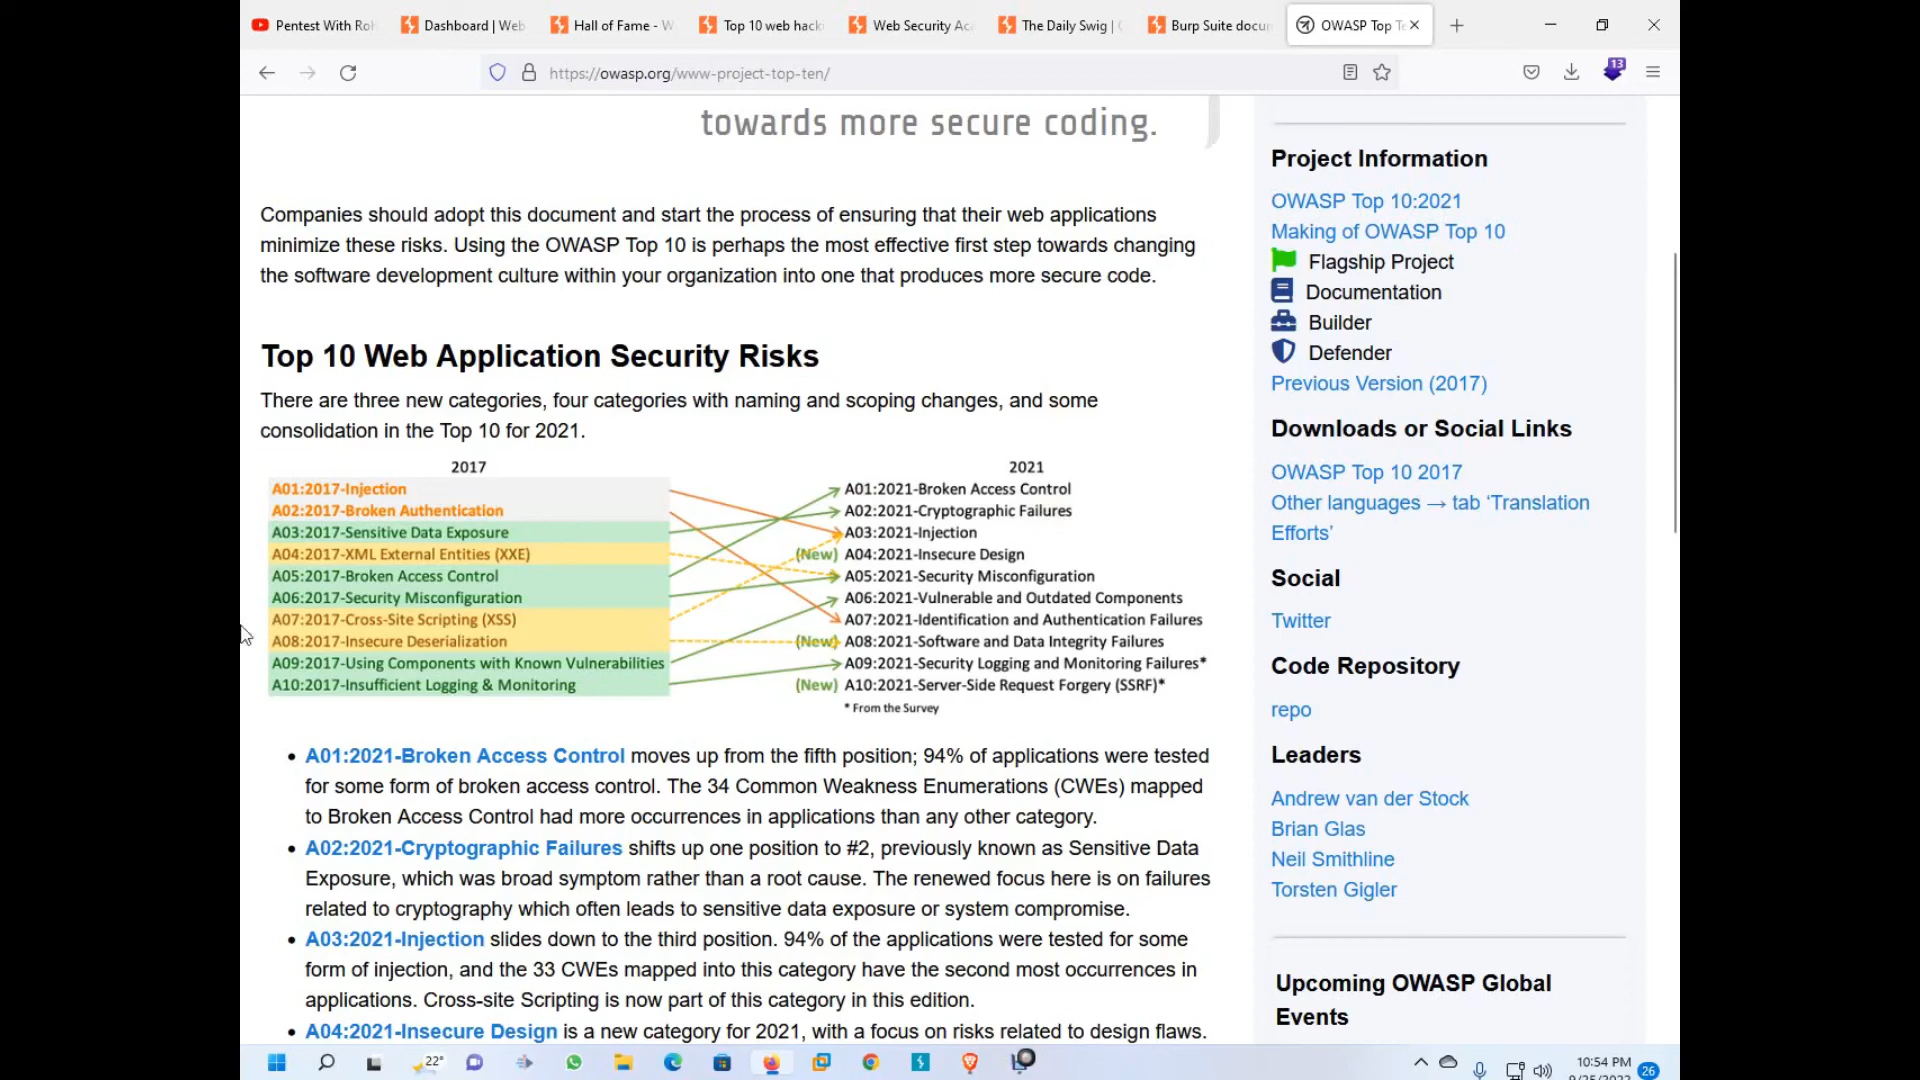 Pentest With Ro
Dashboard | Web
Hall of Fame - W
Top 10 web hack
Web Security Aca
The Daily Swig |
Burp Suite docum
OWASP Top Te
https://owasp.org/www-project-top-ten/
13
towards more secure coding.
Companies should adopt this document and start the process of ensuring that their web applications
minimize these risks. Using the OWASP Top 10 is perhaps the most effective first step towards changing
the software development culture within your organization into one that produces more secure code.
Top 10 Web Application Security Risks
There are three new categories, four categories with naming and scoping changes, and some
consolidation in the Top 10 for 2021.
2017
A01:2017-Injection
A02:2017-Broken Authentication
A03:2017-Sensitive Data Exposure
A04:2017-XML External Entities (XXE)
A05:2017-Broken Access Control
A06:2017-Security Misconfiguration
A07:2017-Cross-Site Scripting (XSS)
A08:2017-Insecure Deserialization
A09:2017-Using Components with Known Vulnerabilities
A10:2017-Insufficient Logging & Monitoring
2021
A01:2021-Broken Access Control
A02:2021-Cryptographic Failures
A03:2021-Injection
(New) A04:2021-Insecure Design
A05:2021-Security Misconfiguration
A06:2021-Vulnerable and Outdated Components
A07:2021-Identification and Authentication Failures
(New) A08:2021-Software and Data Integrity Failures
A09:2021-Security Logging and Monitoring Failures*
(New) A10:2021-Server-Side Request Forgery (SSRF)*
* From the Survey
• A01:2021-Broken Access Control moves up from the fifth position; 94% of applications were tested
for some form of broken access control. The 34 Common Weakness Enumerations (CWEs) mapped
to Broken Access Control had more occurrences in applications than any other category.
• A02:2021-Cryptographic Failures shifts up one position to #2, previously known as Sensitive Data
Exposure, which was broad symptom rather than a root cause. The renewed focus here is on failures
related to cryptography which often leads to sensitive data exposure or system compromise.
• A03:2021-Injection slides down to the third position. 94% of the applications were tested for some
form of injection, and the 33 CWEs mapped into this category have the second most occurrences in
applications. Cross-site Scripting is now part of this category in this edition.
• A04:2021-Insecure Design is a new category for 2021, with a focus on risks related to design flaws.
Project Information
OWASP Top 10:2021
Making of OWASP Top 10
Flagship Project
Documentation
Builder
Defender
Previous Version (2017)
Downloads or Social Links
OWASP Top 10 2017
Other languages → tab ‘Translation
Efforts’
Social
Twitter
Code Repository
repo
Leaders
Andrew van der Stock
Brian Glas
Neil Smithline
Torsten Gigler
Upcoming OWASP Global
Events
22°
10:54 PM
26